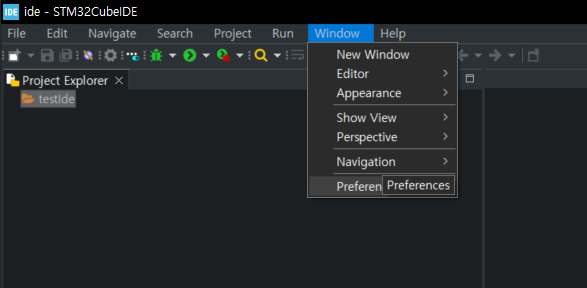 IDE ide - STM32CubeIDE
File Edit Navigate Search Project Run Window Help
New Window
Project Explorer
Editor
testIde
Appearance
Show View
Perspective
Navigation
Preferen
Preferences